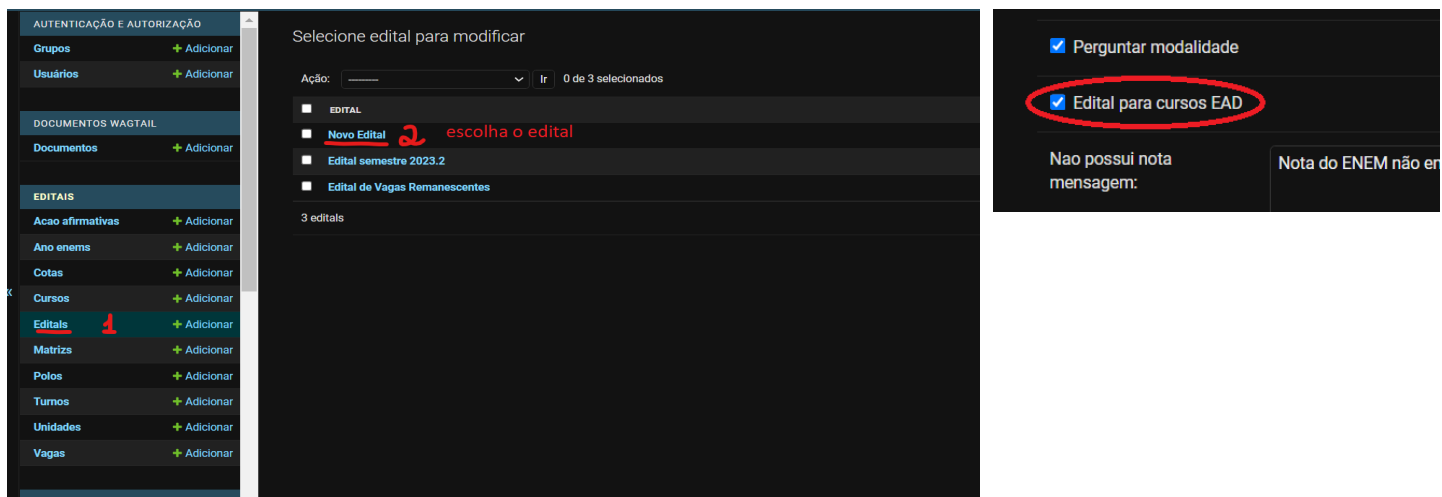 AUTENTICAÇÃO E AUTORIZAÇÃO
Grupos + Adicionar
Usuários + Adicionar
DOCUMENTOS WAGTAIL
Documentos + Adicionar
EDITAIS
Acao afirmativas + Adicionar
Ano enems + Adicionar
Cotas + Adicionar
Cursos + Adicionar
Editals 1 + Adicionar
Matrizs + Adicionar
Polos + Adicionar
Turnos + Adicionar
Unidades + Adicionar
Vagas + Adicionar
«
Selecione edital para modificar
Ação: --------- Ir 0 de 3 selecionados
EDITAL
Novo Edital 2 escolha o edital
Edital semestre 2023.2
Edital de Vagas Remanescentes
3 editals
Perguntar modalidade
Edital para cursos EAD
Nao possui nota
mensagem:
Nota do ENEM não en